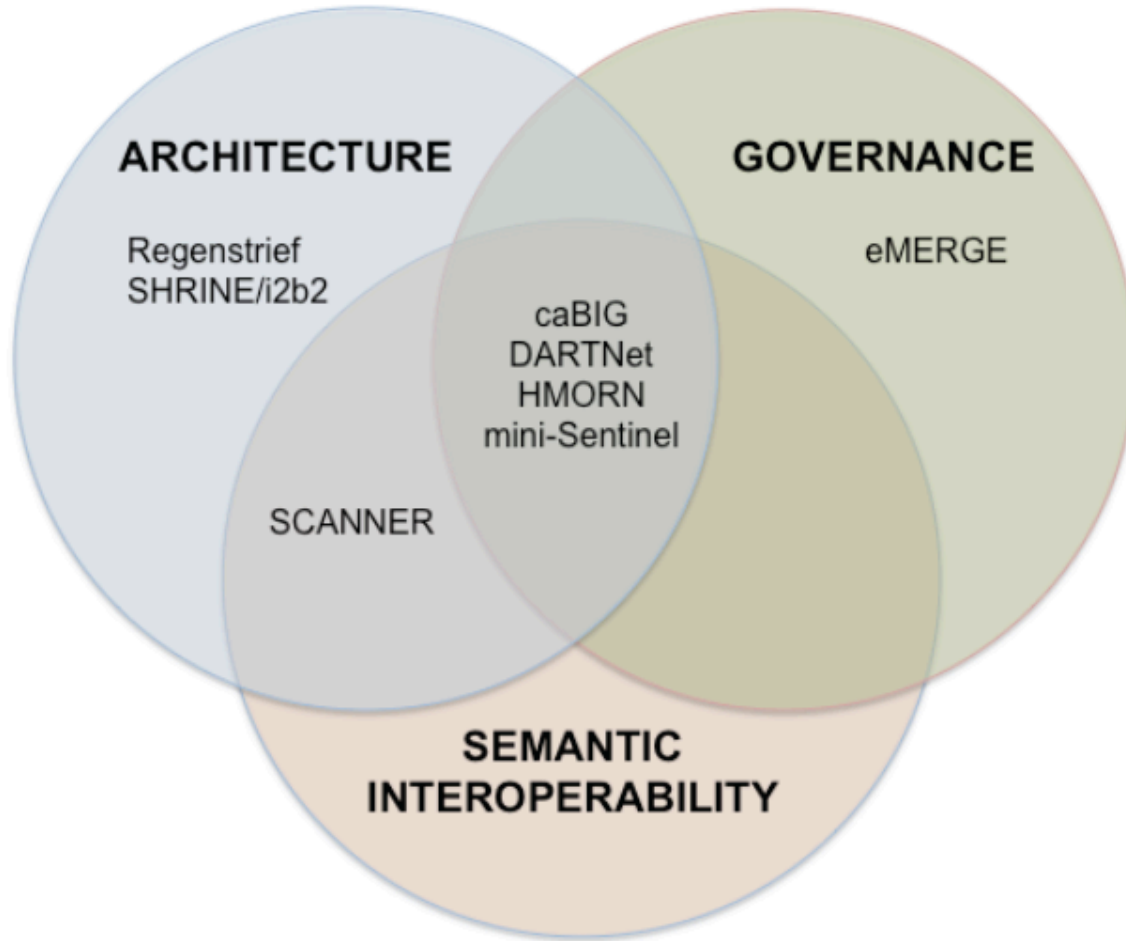 ARCHITECTURE
GOVERNANCE
Regenstrief
SHRINE/i2b2
eMERGE
caBIG
DARTNet
HMORN
mini-Sentinel
SCANNER
SEMANTIC
INTEROPERABILITY